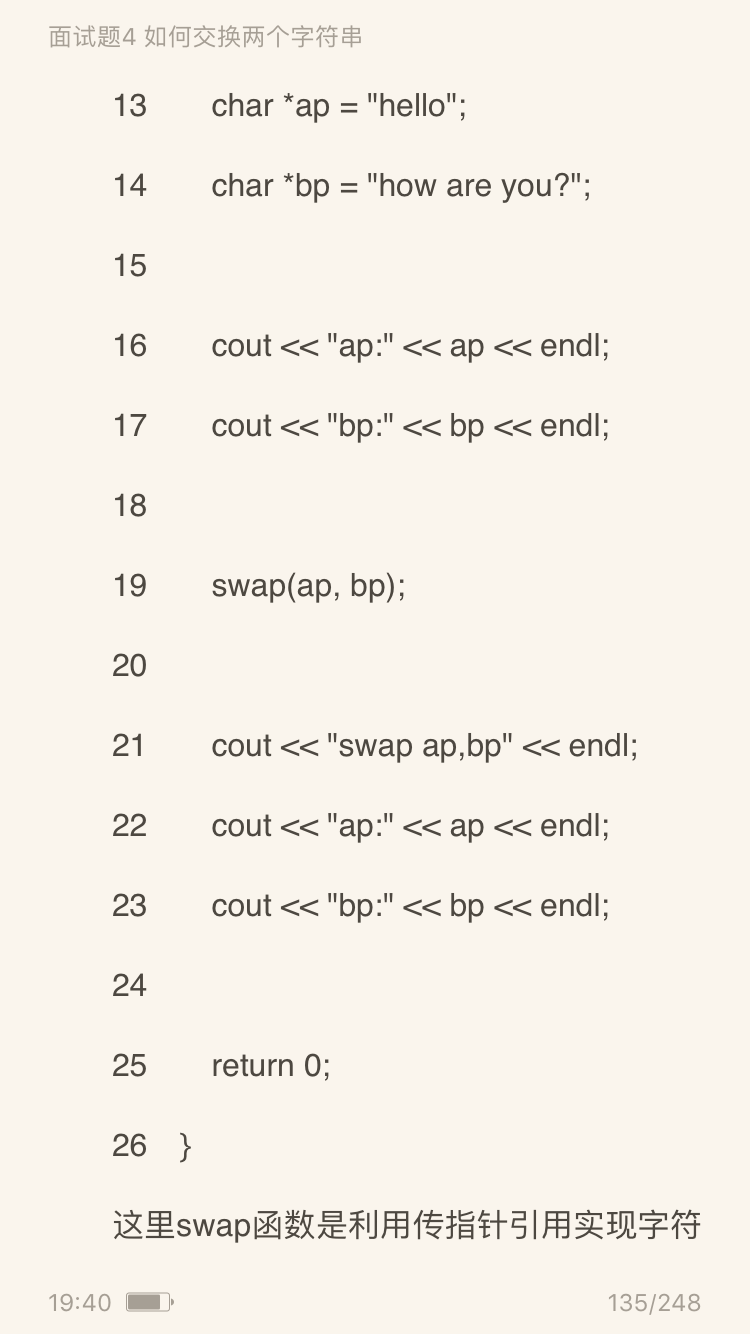 面试题4 如何交换两个字符串
13 char *ap = "hello";
14 char *bp = "how are you?";
15
16 cout << "ap:" << ap << endl;
17 cout << "bp:" << bp << endl;
18
19 swap(ap, bp);
20
21 cout << "swap ap,bp" << endl;
22 cout << "ap:" << ap << endl;
23 cout << "bp:" << bp << endl;
24
25 return 0;
26 }
这里swap函数是利用传指针引用实现字符
19:40 135/248